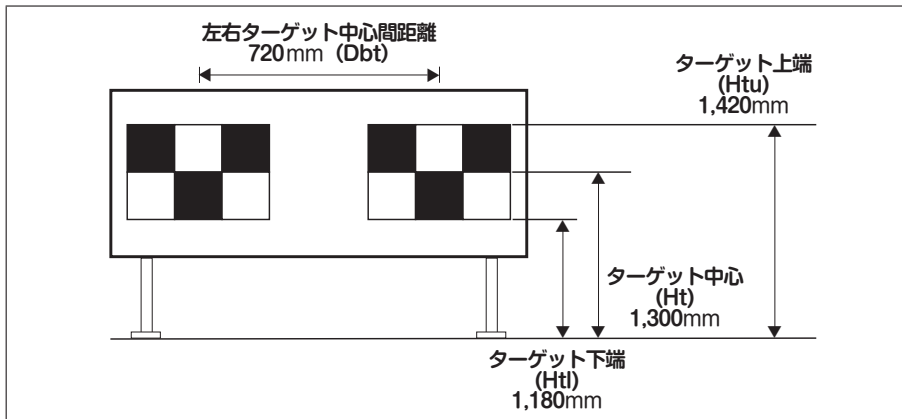 左右ターゲット中心間距離
720mm (Dbt)
ターゲット上端
(Htu)
1,420mm
ターゲット中心
(Ht)
1,300mm
ターゲット下端
(Htl)
1,180mm